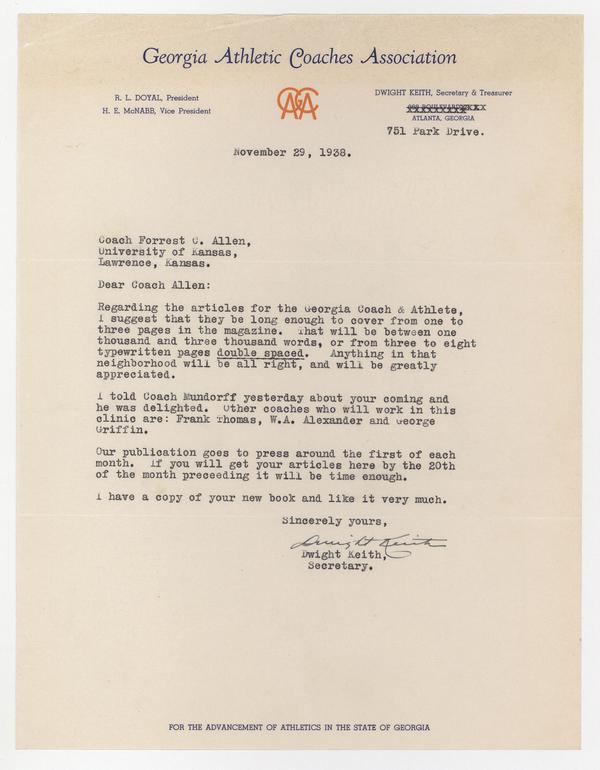 Georgia Athletic Coaches Association
R. L. DOYAL, President
H. E. McNABB, Vice President
GACA
DWIGHT KEITH, Secretary & Treasurer
ATLANTA, GEORGIA
751 Park Drive.
November 29, 1938.
Coach Forrest C. Allen,
University of Kansas,
Lawrence, Kansas.
Dear Coach Allen:
Regarding the articles for the Georgia Coach & Athlete,
I suggest that they be long enough to cover from one to
three pages in the magazine. That will be between one
thousand and three thousand words, or from three to eight
typewritten pages double spaced. Anything in that
neighborhood will be all right, and will be greatly
appreciated.
I told Coach Mundorff yesterday about your coming and
he was delighted. Other coaches who will work in this
clinic are: Frank Thomas, W.A. Alexander and George
Griffin.
Our publication goes to press around the first of each
month. If you will get your articles here by the 20th
of the month preceeding it will be time enough.
I have a copy of your new book and like it very much.
Sincerely yours,
Dwight Keith
Dwight Keith,
Secretary.
FOR THE ADVANCEMENT OF ATHLETICS IN THE STATE OF GEORGIA